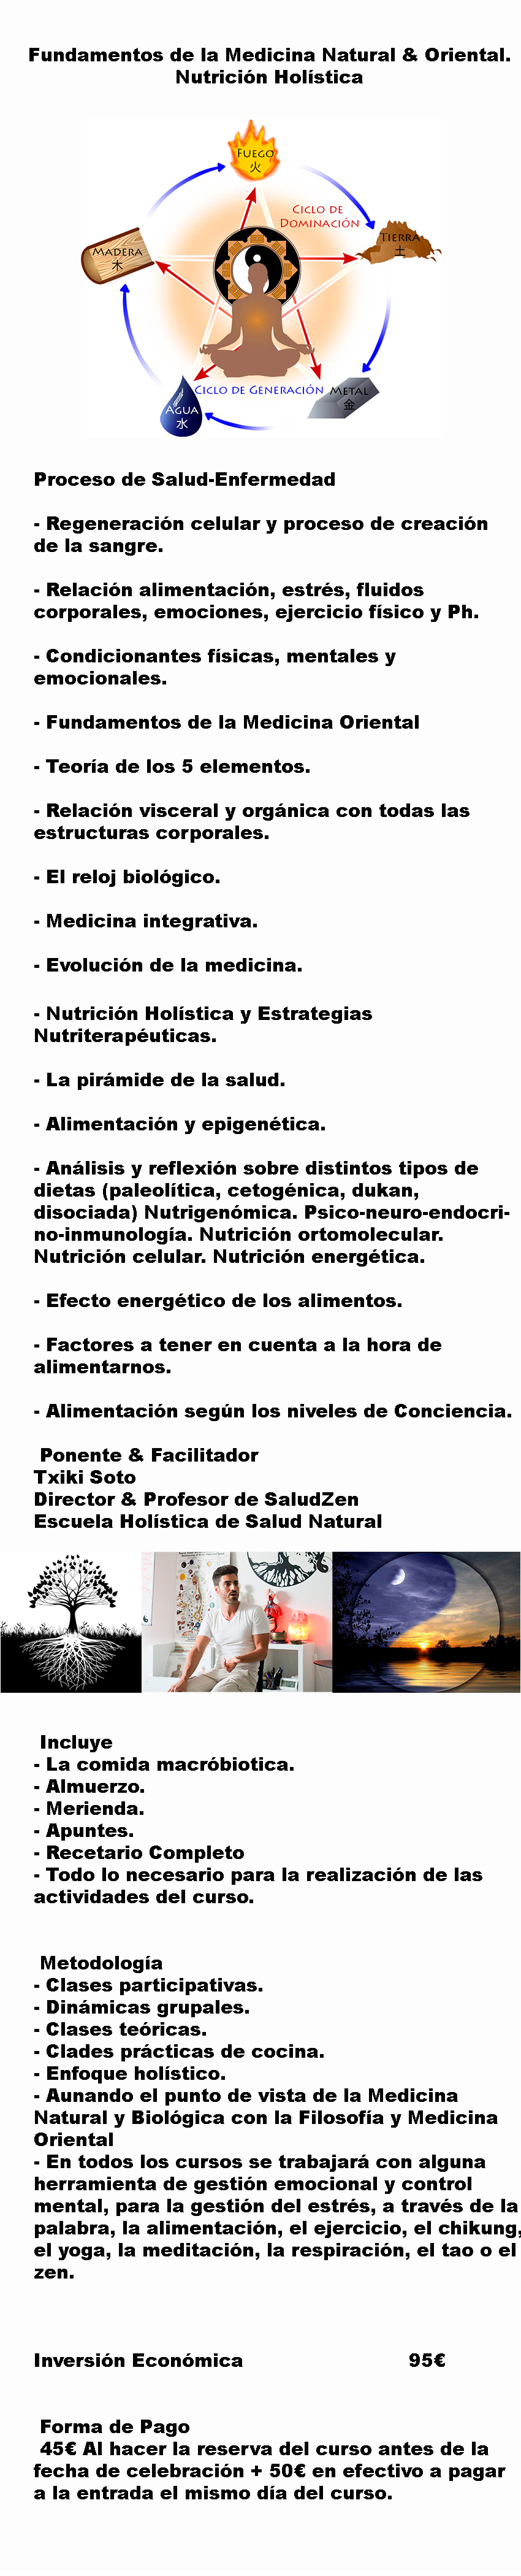 Fundamentos de la Medicina Natural & Oriental.
Nutrición Holística
FUEGO
火
CICLO DE
DOMINACIÓN
MADERA
木
TIERRA
土
CICLO DE GENERACIÓN
METAL
金
AGUA
水
Proceso de Salud-Enfermedad
- Regeneración celular y proceso de creación
de la sangre.
- Relación alimentación, estrés, fluidos
corporales, emociones, ejercicio físico y Ph.
- Condicionantes físicas, mentales y
emocionales.
- Fundamentos de la Medicina Oriental
- Teoría de los 5 elementos.
- Relación visceral y orgánica con todas las
estructuras corporales.
- El reloj biológico.
- Medicina integrativa.
- Evolución de la medicina.
- Nutrición Holística y Estrategias
Nutriterapéuticas.
- La pirámide de la salud.
- Alimentación y epigenética.
- Análisis y reflexión sobre distintos tipos de
dietas (paleolítica, cetogénica, dukan,
disociada) Nutrigenómica. Psico-neuro-endocri-
no-inmunología. Nutrición ortomolecular.
Nutrición celular. Nutrición energética.
- Efecto energético de los alimentos.
- Factores a tener en cuenta a la hora de
alimentarnos.
- Alimentación según los niveles de Conciencia.
Ponente & Facilitador
Txiki Soto
Director & Profesor de SaludZen
Escuela Holística de Salud Natural
Incluye
- La comida macróbiotica.
- Almuerzo.
- Merienda.
- Apuntes.
- Recetario Completo
- Todo lo necesario para la realización de las
actividades del curso.
Metodología
- Clases participativas.
- Dinámicas grupales.
- Clases teóricas.
- Clades prácticas de cocina.
- Enfoque holístico.
- Aunando el punto de vista de la Medicina
Natural y Biológica con la Filosofía y Medicina
Oriental
- En todos los cursos se trabajará con alguna
herramienta de gestión emocional y control
mental, para la gestión del estrés, a través de la
palabra, la alimentación, el ejercicio, el chikung,
el yoga, la meditación, la respiración, el tao o el
zen.
Inversión Económica 95€
Forma de Pago
45€ Al hacer la reserva del curso antes de la
fecha de celebración + 50€ en efectivo a pagar
a la entrada el mismo día del curso.